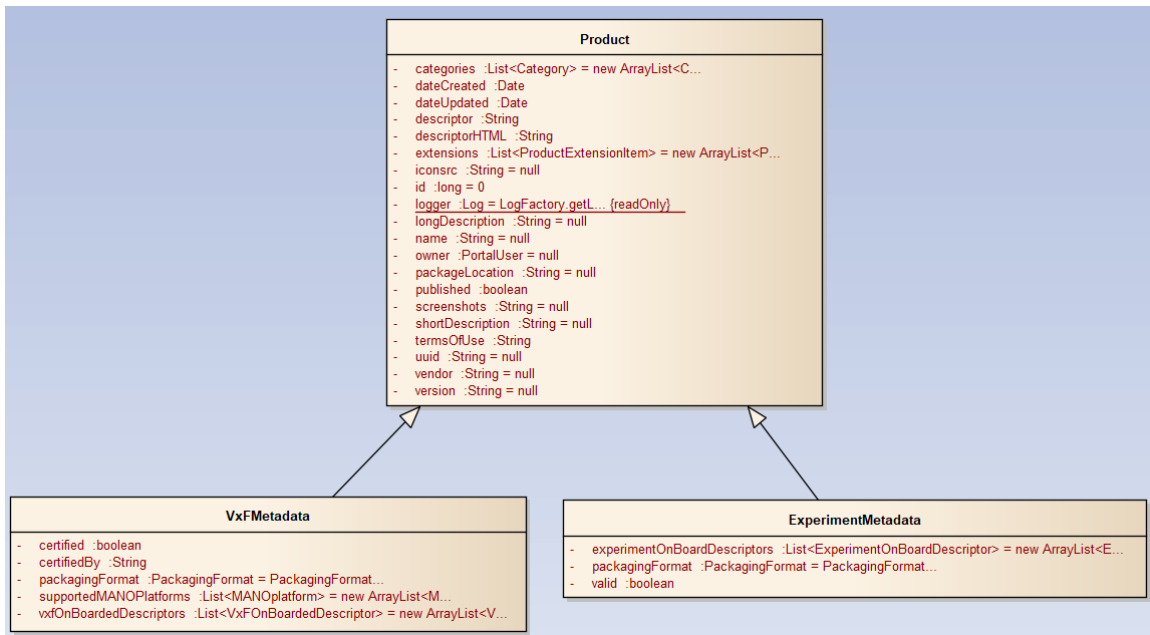 Product
- categories :List<Category> = new ArrayList<C...
- dateCreated :Date
- dateUpdated :Date
- descriptor :String
- descriptorHTML :String
- extensions :List<ProductExtensionItem> = new ArrayList<P...
- iconsrc :String = null
- id :long = 0
- logger :Log = LogFactory.getL... {readOnly}
- longDescription :String = null
- name :String = null
- owner :PortalUser = null
- packageLocation :String = null
- published :boolean
- screenshots :String = null
- shortDescription :String = null
- termsOfUse :String
- uuid :String = null
- vendor :String = null
- version :String = null
VxFMetadata
- certified :boolean
- certifiedBy :String
- packagingFormat :PackagingFormat = PackagingFormat...
- supportedMANOPlatforms :List<MANOplatform> = new ArrayList<M...
- vxfOnBoardedDescriptors :List<VxFOnBoardedDescriptor> = new ArrayList<V...
ExperimentMetadata
- experimentOnBoardDescriptors :List<ExperimentOnBoardDescriptor> = new ArrayList<E...
- packagingFormat :PackagingFormat = PackagingFormat...
- valid :boolean